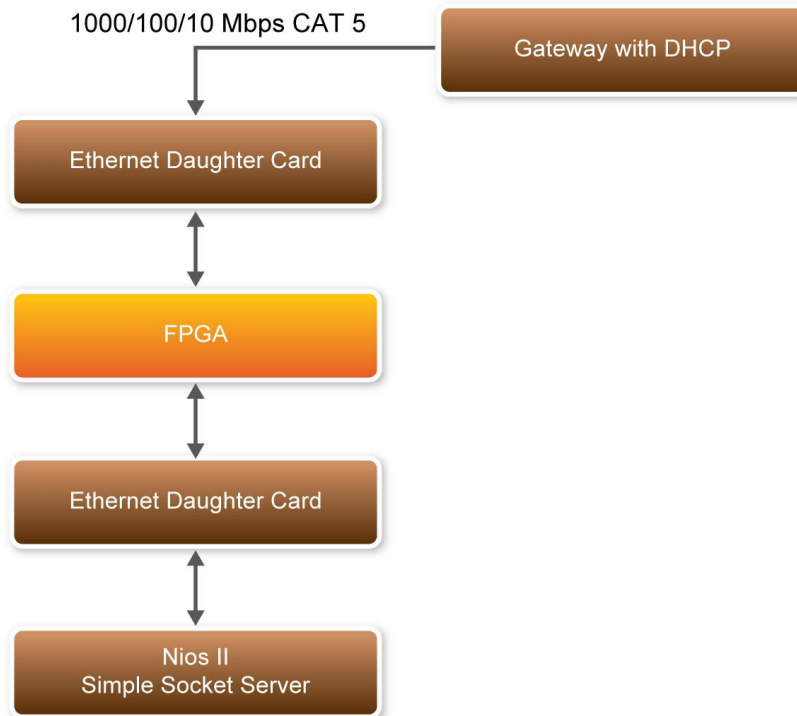 1000/100/10 Mbps CAT 5
Gateway with DHCP
Ethernet Daughter Card
FPGA
Ethernet Daughter Card
Nios II
Simple Socket Server